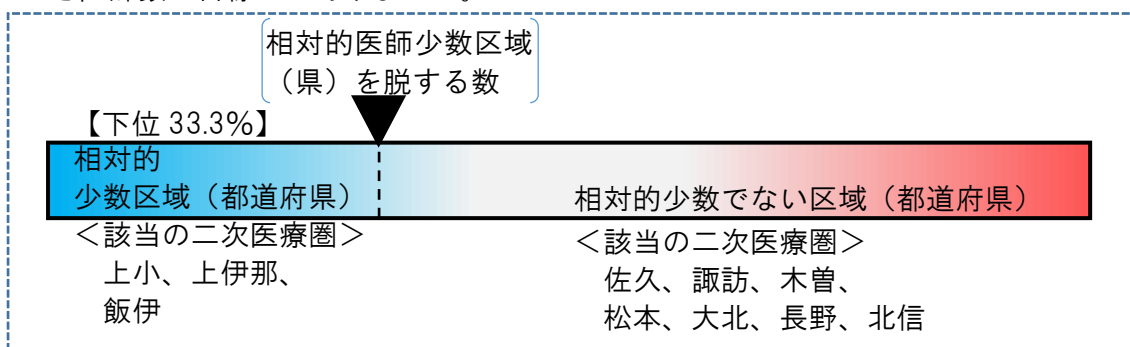 相対的医師少数区域
（県）を脱する数
【下位 33.3%】
相対的
少数区域（都道府県）
相対的少数でない区域（都道府県）
＜該当の二次医療圏＞
上小、上伊那、
飯伊
＜該当の二次医療圏＞
佐久、諏訪、木曽、
松本、大北、長野、北信